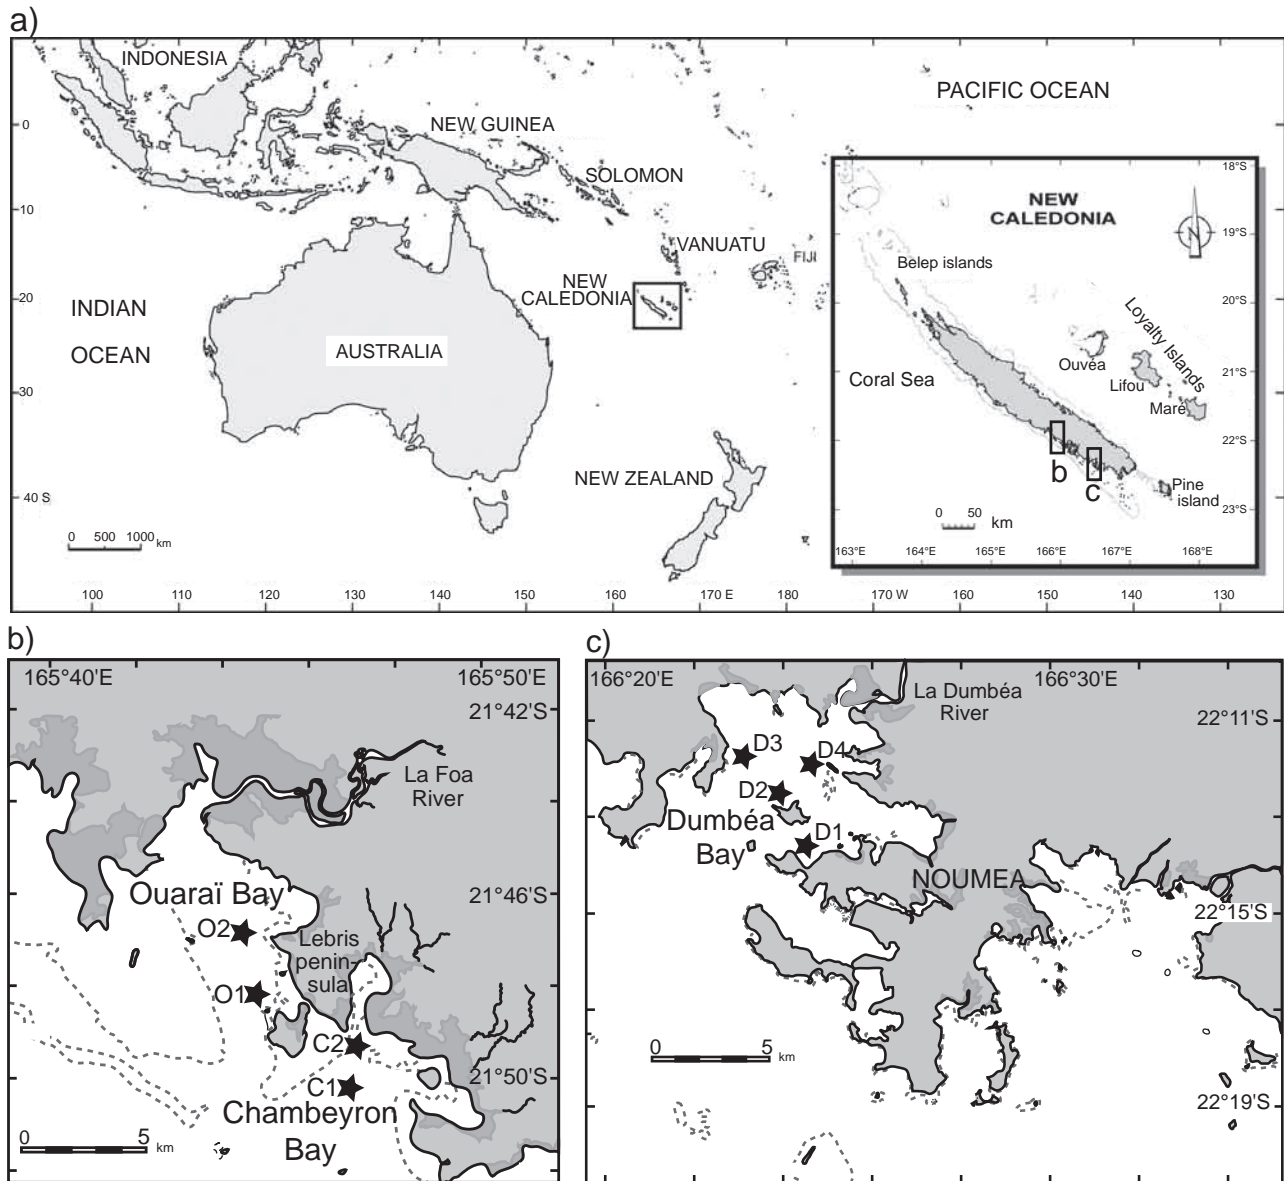 a)
INDONESIA
PACIFIC OCEAN
NEW GUINEA
0
SOLOMON
10
VANUATU
FIJI
NEW
CALEDONIA
20
INDIAN
OCEAN
AUSTRALIA
30
NEW ZEALAND
40 S
0 500 1000 km
100 110 120 130 140 150 160 170 E 180 170 W 160 150 140 130
18°S
NEW
CALEDONIA
N
19°S
Belep islands
20°S
Loyalty Islands
Ouvéa
Coral Sea
Lifou
21°S
Maré
22°S
b
c
Pine
island
23°S
0 50 km
163°E 164°E 165°E 166°E 167°E 168°E
b)
165°40'E 165°50'E
21°42'S
La Foa
River
Ouaraï Bay
21°46'S
O2
Lebris
penin-
sula
O1
C2
21°50'S
C1
Chambeyron
Bay
0 5 km
c)
166°20'E 166°30'E
La Dumbéa
River
22°11'S
D3
D4
D2
Dumbéa
Bay
D1
NOUMEA
22°15'S
0 5 km
22°19'S